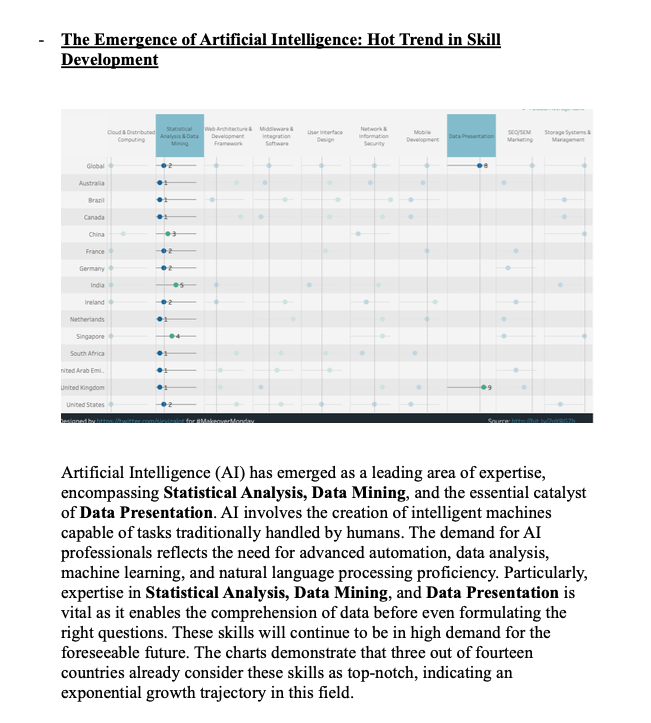 - The Emergence of Artificial Intelligence: Hot Trend in Skill
Development
Cloud & Distributed
Computing
Statistical
Analysis & Data
Mining
Web Architecture &
Development
Framework
Middleware &
Integration
Software
User Interface
Design
Network &
Information
Security
Mobile
Development
Data Presentation
SEO/SEM
Marketing
Storage Systems &
Management
Global 2 8
Australia 1
Brazil 1
Canada 1
China 3
France 2
Germany 2
India 5
Ireland 2
Netherlands 1
Singapore 4
South Africa 1
nited Arab Emi.. 1
United Kingdom 1 9
United States 2
Designed by for #MakeoverMonday
Source:
Artificial Intelligence (AI) has emerged as a leading area of expertise,
encompassing Statistical Analysis, Data Mining, and the essential catalyst
of Data Presentation. AI involves the creation of intelligent machines
capable of tasks traditionally handled by humans. The demand for AI
professionals reflects the need for advanced automation, data analysis,
machine learning, and natural language processing proficiency. Particularly,
expertise in Statistical Analysis, Data Mining, and Data Presentation is
vital as it enables the comprehension of data before even formulating the
right questions. These skills will continue to be in high demand for the
foreseeable future. The charts demonstrate that three out of fourteen
countries already consider these skills as top-notch, indicating an
exponential growth trajectory in this field.